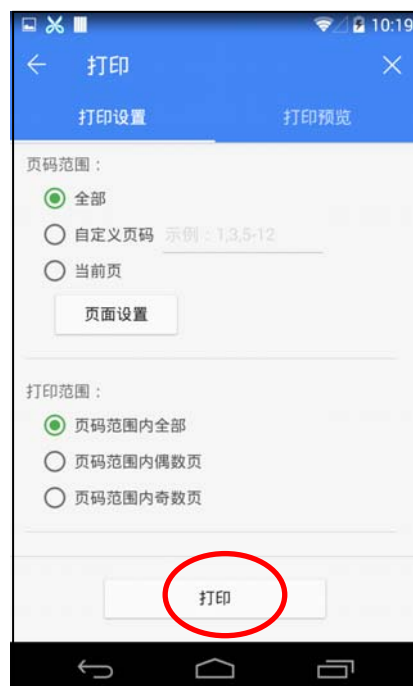 10:19
打印
打印设置 打印预览
页码范围：
全部
自定义页码 示例：1,3,5-12
当前页
页面设置
打印范围：
页码范围内全部
页码范围内偶数页
页码范围内奇数页
打印